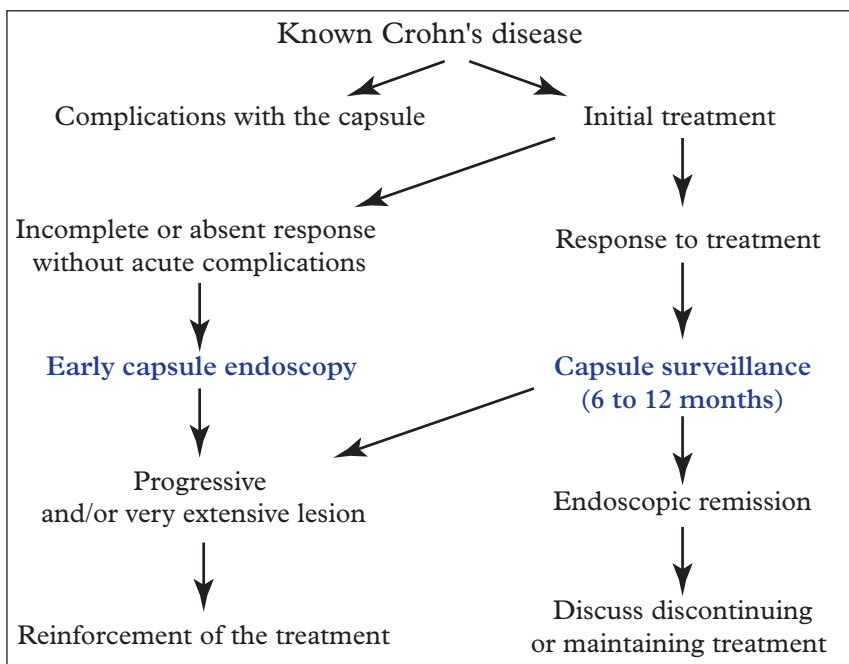 Known Crohn's disease
Complications with the capsule
Initial treatment
Incomplete or absent response
without acute complications
Response to treatment
Early capsule endoscopy
Capsule surveillance
(6 to 12 months)
Progressive
and/or very extensive lesion
Endoscopic remission
Reinforcement of the treatment
Discuss discontinuing
or maintaining treatment